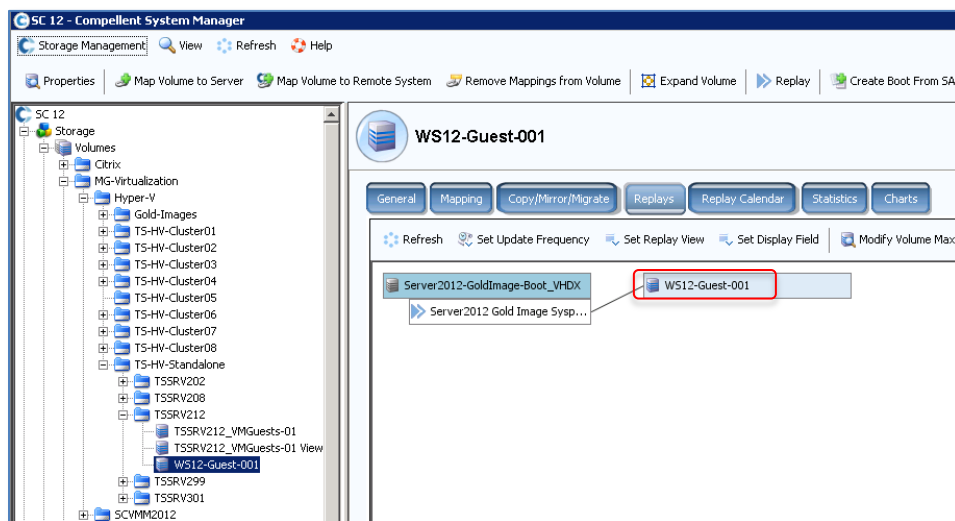 SC 12 - Compellent System Manager
Storage Management View Refresh Help
Properties Map Volume to Server Map Volume to Remote System Remove Mappings from Volume Expand Volume Replay Create Boot From SA
SC 12
Storage
Volumes
Citrix
MG-Virtualization
Hyper-V
Gold-Images
TS-HV-Cluster01
TS-HV-Cluster02
TS-HV-Cluster03
TS-HV-Cluster04
TS-HV-Cluster05
TS-HV-Cluster06
TS-HV-Cluster07
TS-HV-Cluster08
TS-HV-Standalone
TSSRV202
TSSRV208
TSSRV212
TSSRV212_VMGuests-01
TSSRV212_VMGuests-01 View
WS12-Guest-001
TSSRV299
TSSRV301
SCVMM2012
WS12-Guest-001
General Mapping Copy/Mirror/Migrate Replays Replay Calendar Statistics Charts
Refresh Set Update Frequency Set Replay View Set Display Field Modify Volume Max
Server2012-GoldImage-Boot_VHDX WS12-Guest-001
Server2012 Gold Image Sysp...